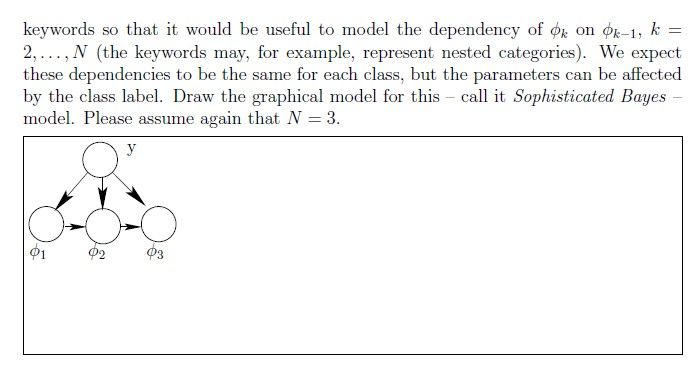 keywords so that it would be useful to model the dependency of ϕₖ on ϕₖ₋₁, k =
2, . . . , N (the keywords may, for example, represent nested categories). We expect
these dependencies to be the same for each class, but the parameters can be affected
by the class label. Draw the graphical model for this – call it Sophisticated Bayes –
model. Please assume again that N = 3.
y
ϕ₁ ϕ₂ ϕ₃